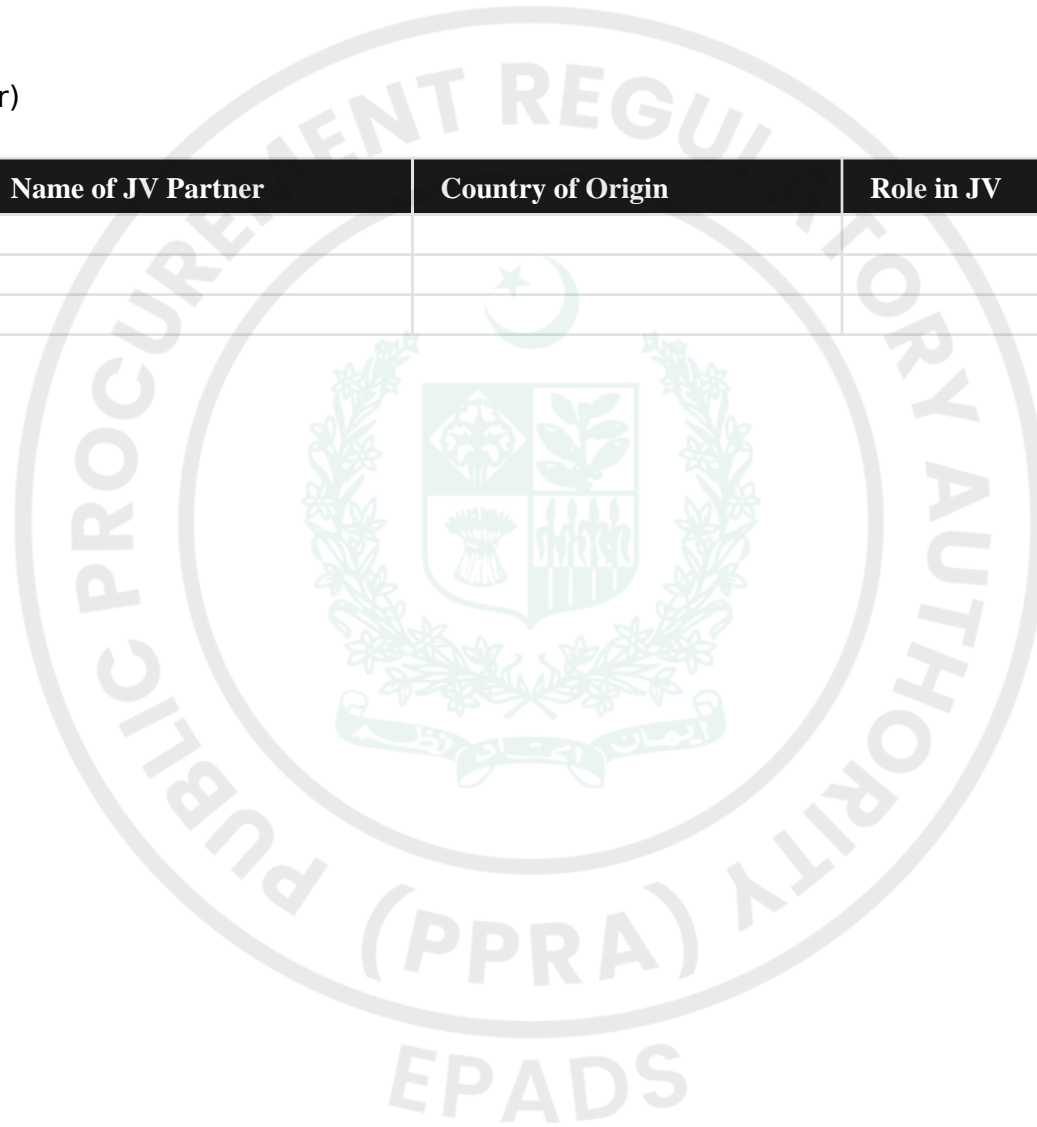 r)
Name of JV Partner Country of Origin Role in JV
PUBLIC PROCUREMENT REGULATORY AUTHORITY
(PPRA)
EPADS